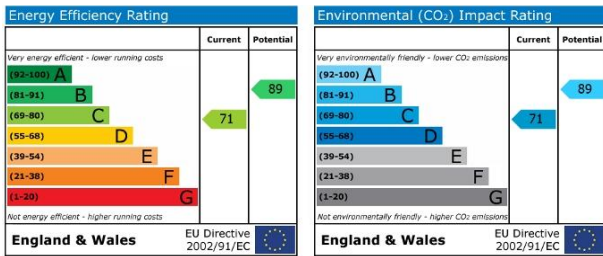 Energy Efficiency Rating
Current Potential
Very energy efficient - lower running costs
(92-100) A
(81-91) B
(69-80) C
(55-68) D
(39-54) E
(21-38) F
(1-20) G
71
89
Not energy efficient - higher running costs
England & Wales
EU Directive
2002/91/EC
Environmental (CO₂) Impact Rating
Current Potential
Very environmentally friendly - lower CO₂ emissions
(92-100) A
(81-91) B
(69-80) C
(55-68) D
(39-54) E
(21-38) F
(1-20) G
71
89
Not environmentally friendly - higher CO₂ emissions
England & Wales
EU Directive
2002/91/EC